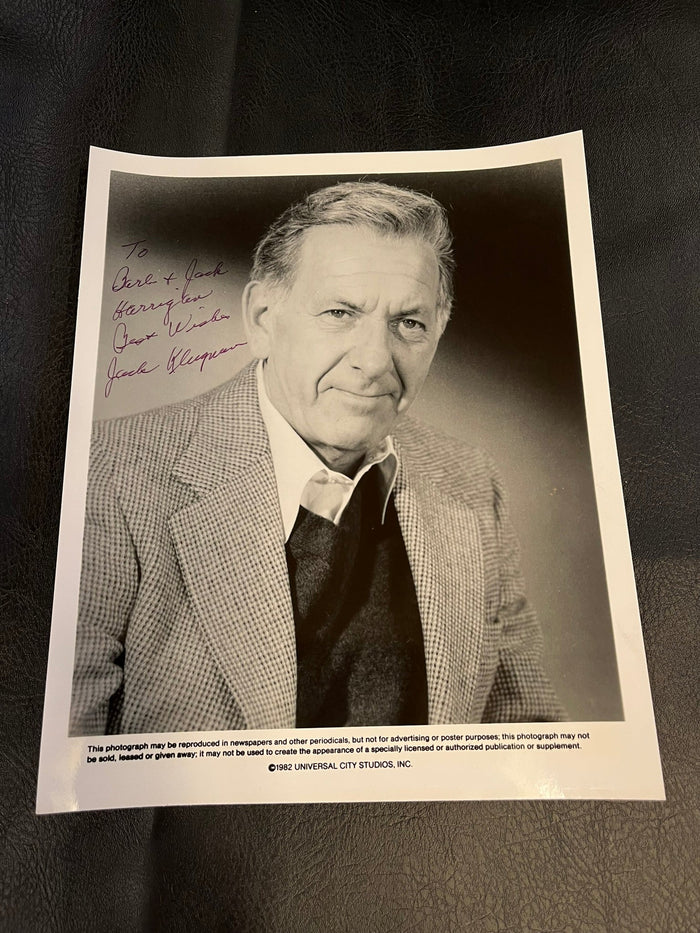 To
Barb + Jack
Harrigton
Best Wishes
Jack Klugman
This photograph may be reproduced in newspapers and other periodicals, but not for advertising or poster purposes; this photograph may not
be sold, leased or given away; it may not be used to create the appearance of a specially licensed or authorized publication or supplement.
©1982 UNIVERSAL CITY STUDIOS, INC.